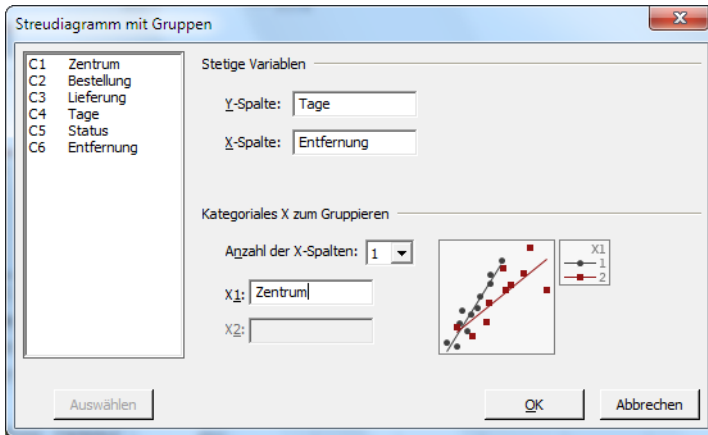 Streudiagramm mit Gruppen
C1 Zentrum
C2 Bestellung
C3 Lieferung
C4 Tage
C5 Status
C6 Entfernung
Stetige Variablen
Y-Spalte: Tage
X-Spalte: Entfernung
Kategoriales X zum Gruppieren
Anzahl der X-Spalten: 1
X1: Zentrum
X2:
X1
1
2
Auswählen
OK
Abbrechen